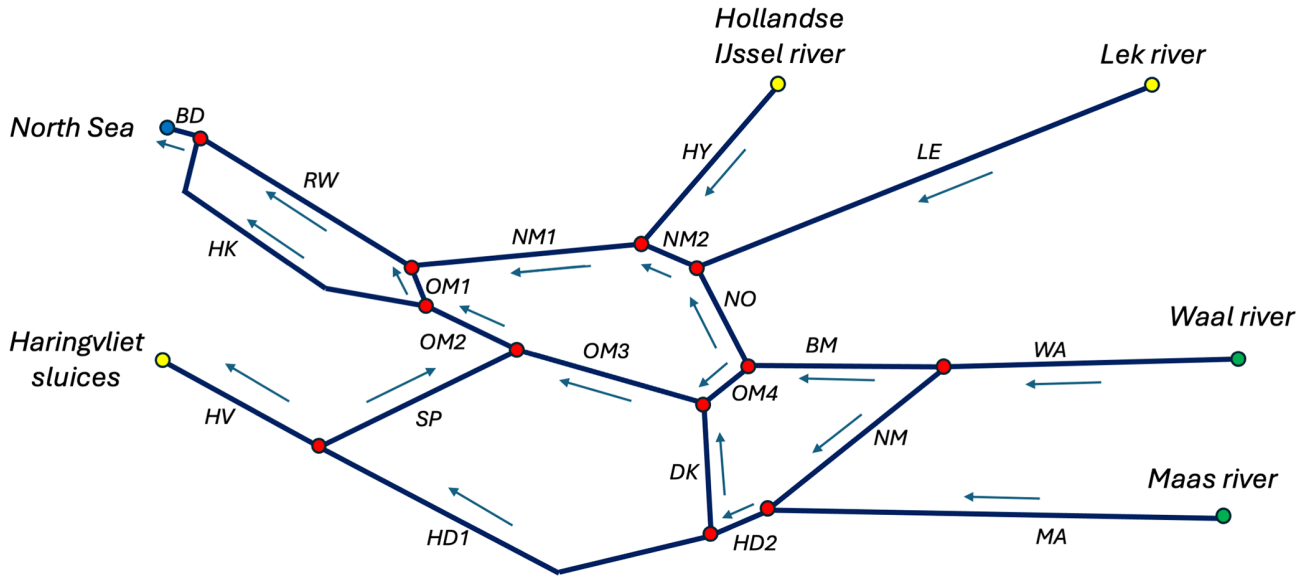 Hollandse
IJssel river
Lek river
BD
North Sea
HY
LE
RW
NM1
NM2
HK
OM1
NO
Waal river
Haringvliet
sluices
OM2
OM3
BM
WA
OM4
HV
SP
NM
DK
Maas river
HD1
HD2
MA